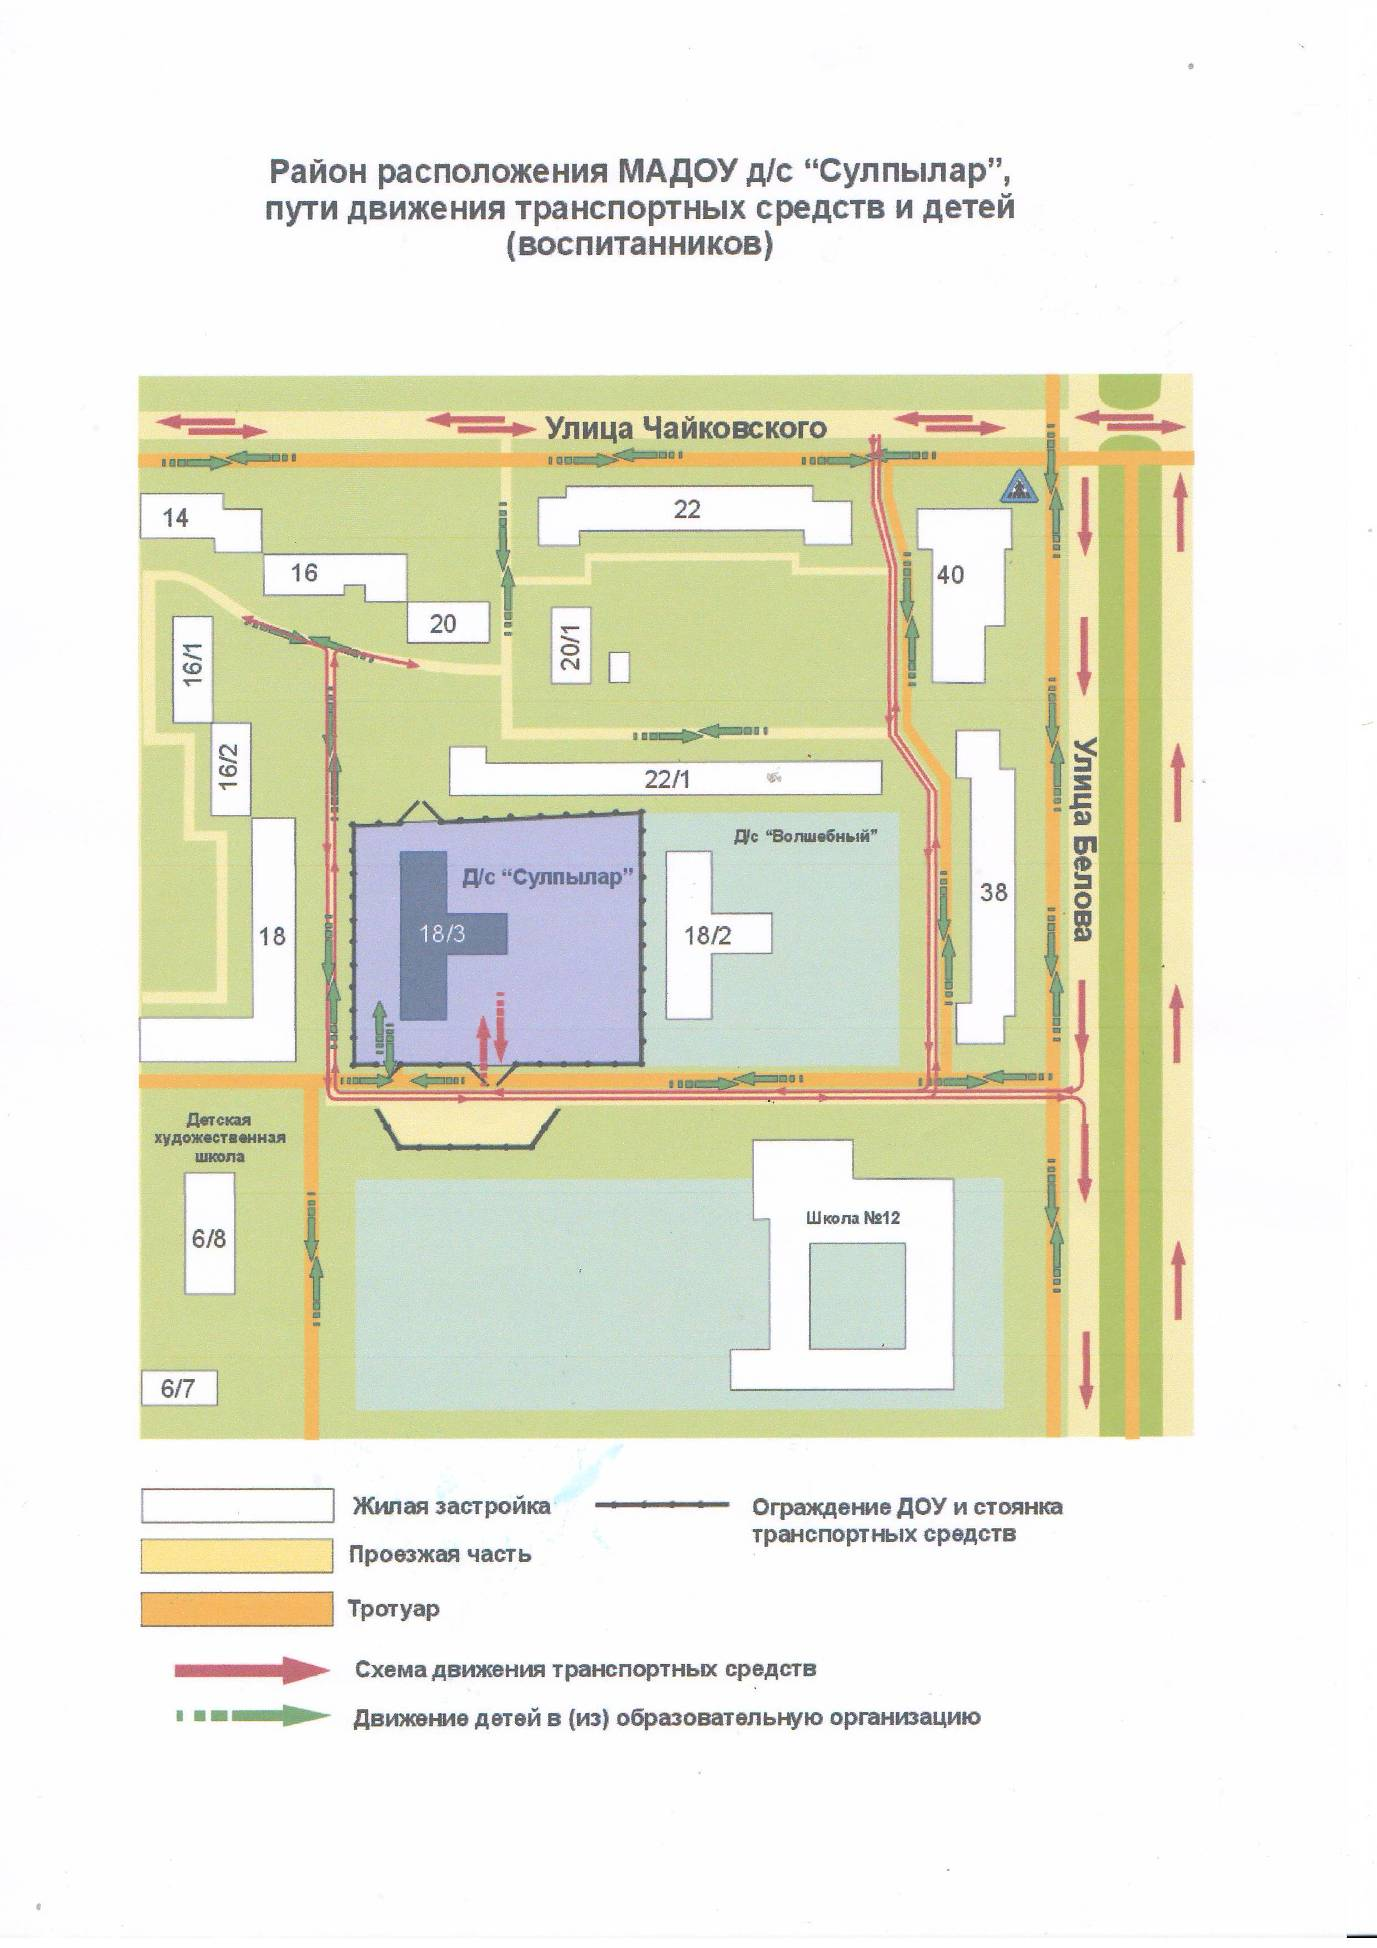 Район расположения МАДОУ д/с “Сулпылар”,
пути движения транспортных средств и детей
(воспитанников)
Улица Чайковского
14
22
16
40
20
20/1
16/1
16/2
22/1
Улица Белова
Д/с “Волшебный”
Д/с “Сулпылар”
38
18
18/3
18/2
Детская
художественная
школа
Школа №12
6/8
6/7
Жилая застройка
Ограждение ДОУ и стоянка
транспортных средств
Проезжая часть
Тротуар
Схема движения транспортных средств
Движение детей в (из) образовательную организацию